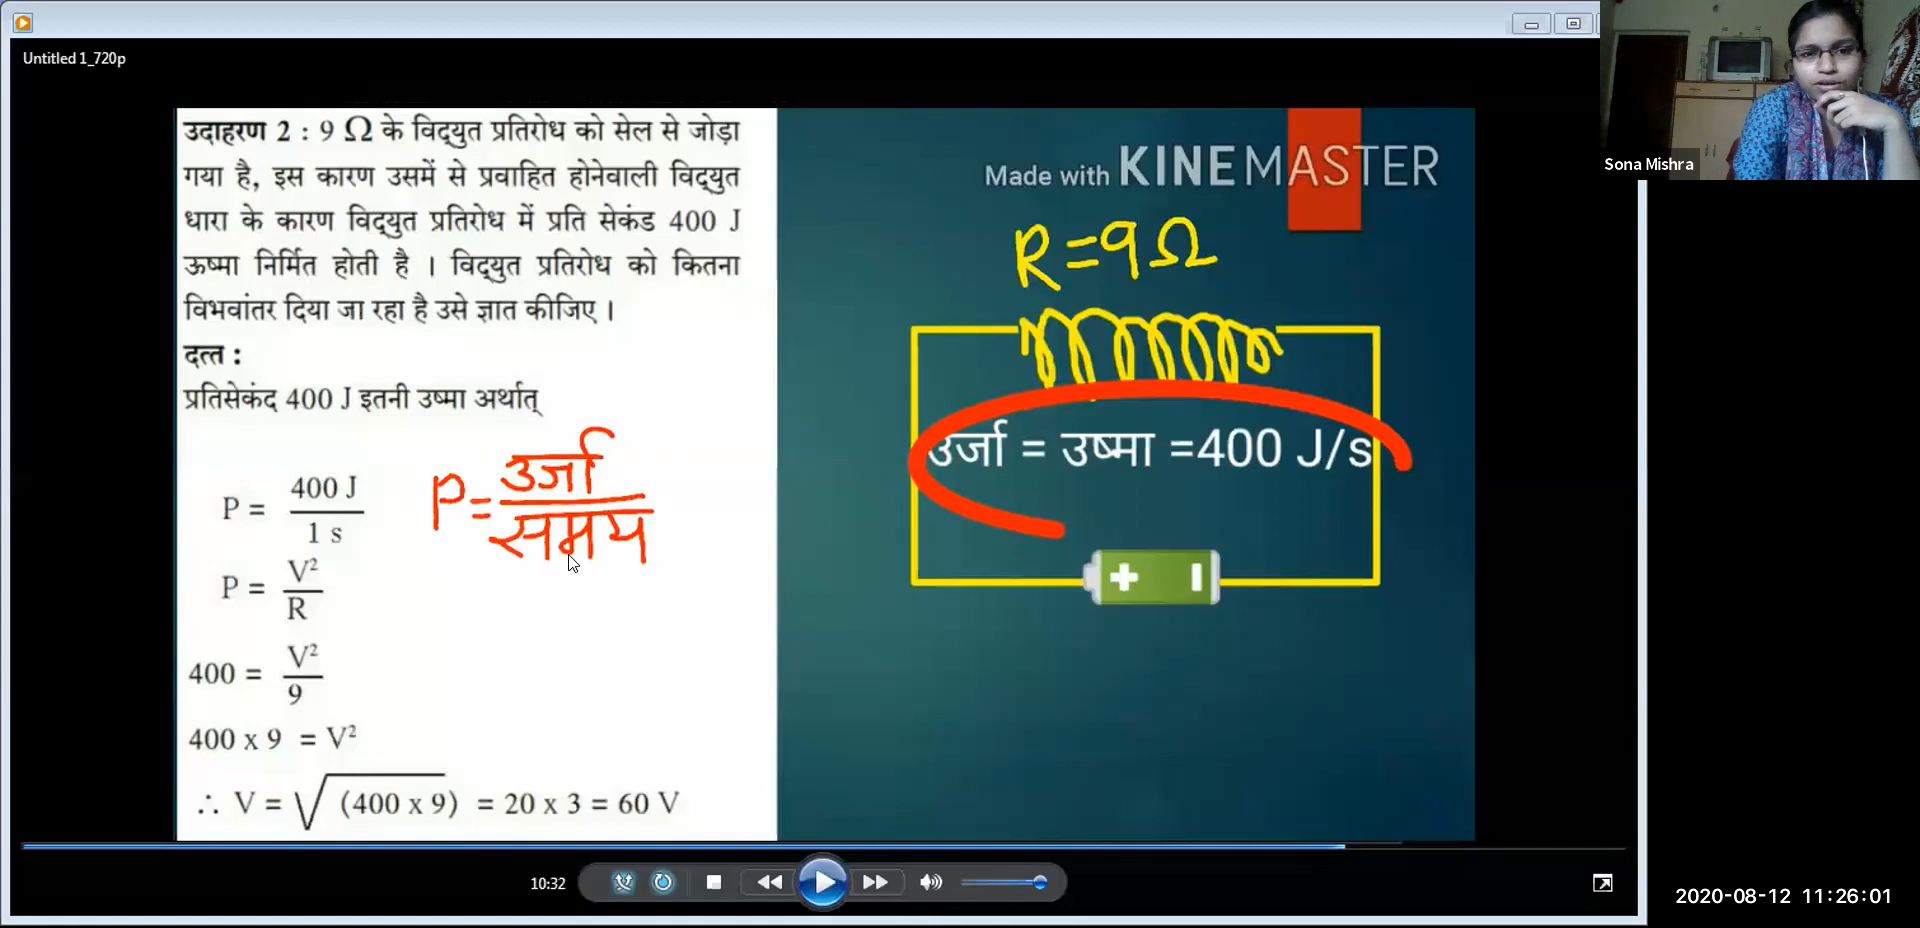 Untitled 1_720p
Sona Mishra
उदाहरण 2 : 9 Ω के विद्युत प्रतिरोध को सेल से जोड़ा
गया है, इस कारण उसमें से प्रवाहित होनेवाली विद्युत
धारा के कारण विद्युत प्रतिरोध में प्रति सेकंड 400 J
ऊष्मा निर्मित होती है । विद्युत प्रतिरोध को कितना
विभवांतर दिया जा रहा है उसे ज्ञात कीजिए ।
दत्त :
प्रतिसेकंद 400 J इतनी उष्मा अर्थात्
P = 400 J / 1 s
P = उर्जा / समय
P = V² / R
400 = V² / 9
400 x 9 = V²
∴ V = √(400 x 9) = 20 x 3 = 60 V
Made with KINEMASTER
R = 9 Ω
उर्जा = उष्मा =400 J/s
10:32
2020-08-12 11:26:01